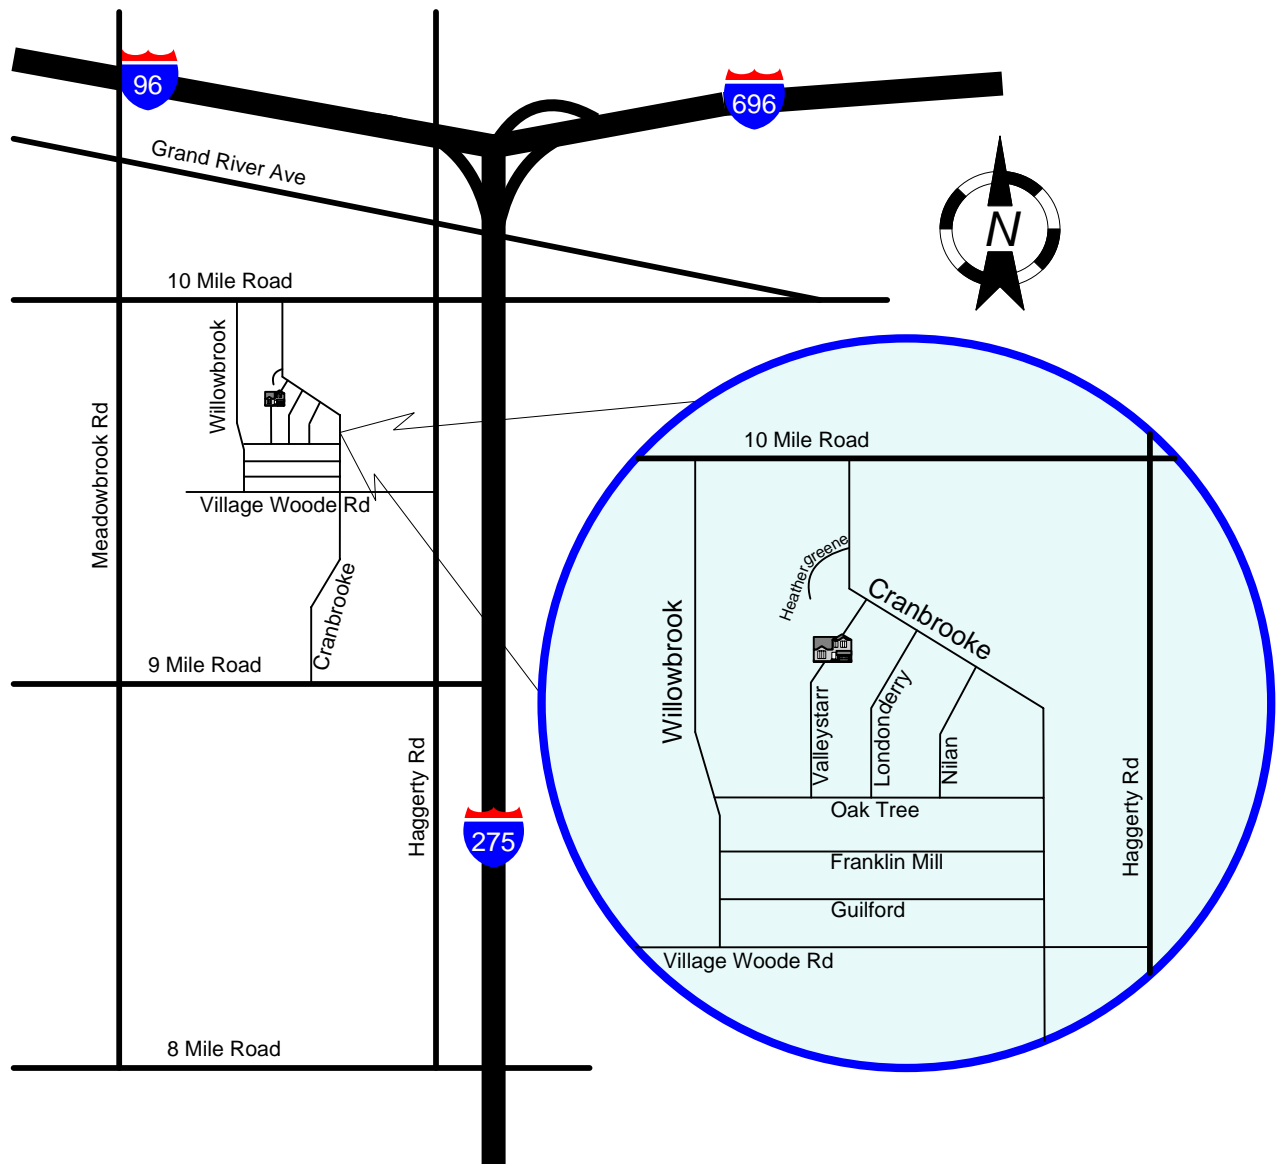 96
696
Grand River Ave
N
10 Mile Road
Willowbrook
Meadowbrook Rd
Village Woode Rd
Cranbrooke
9 Mile Road
Haggerty Rd
275
8 Mile Road
10 Mile Road
Heather greene
Cranbrooke
Willowbrook
Valleystarr
Londonderry
Nilan
Haggerty Rd
Oak Tree
Franklin Mill
Guilford
Village Woode Rd